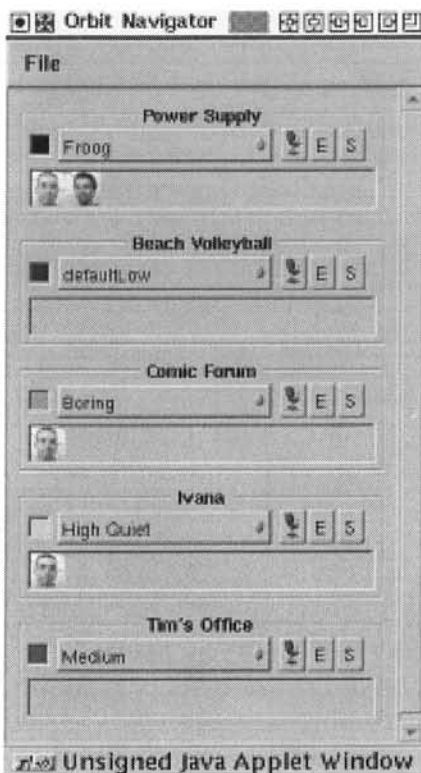 Orbit Navigator
File
Power Supply
Froog E S
Beach Volleyball
defaultLow E S
Comic Forum
Boring E S
Ivana
High Quiet E S
Tim's Office
Medium E S
Unsigned Java Applet Window